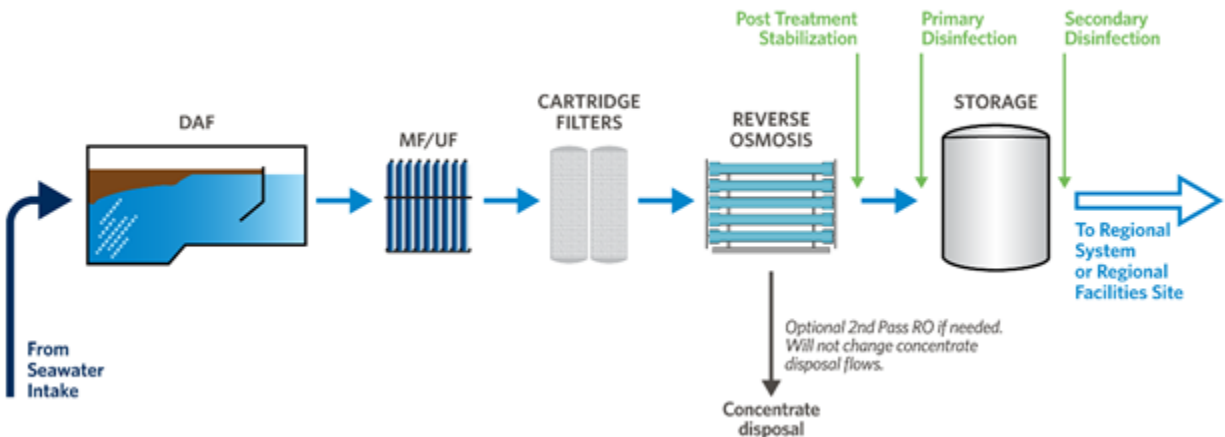 Post Treatment
Stabilization
Primary
Disinfection
Secondary
Disinfection
DAF
MF/UF
CARTRIDGE
FILTERS
REVERSE
OSMOSIS
STORAGE
From
Seawater
Intake
To Regional
System
or Regional
Facilities Site
Optional 2nd Pass RO if needed.
Will not change concentrate
disposal flows.
Concentrate
disposal